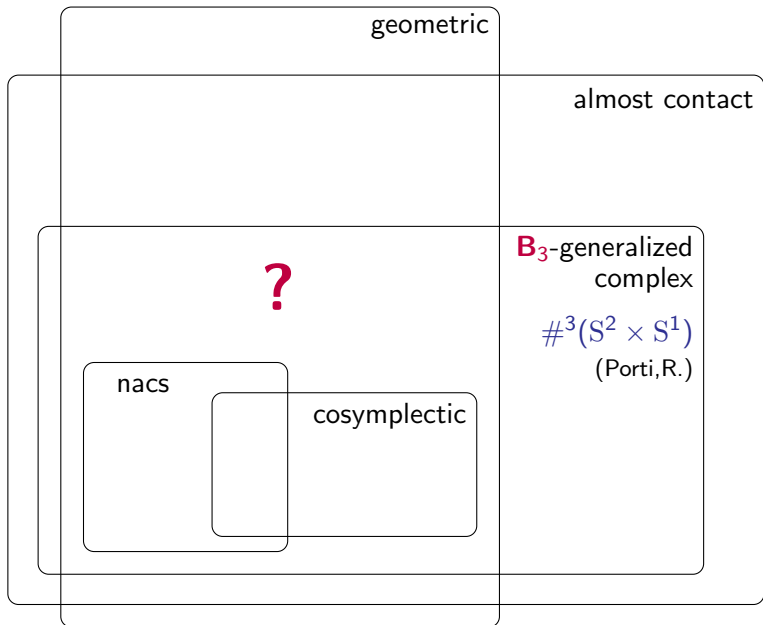 geometric
almost contact
B₃-generalized
complex
?
#³(S² × S¹)
(Porti,R.)
nacs
cosymplectic